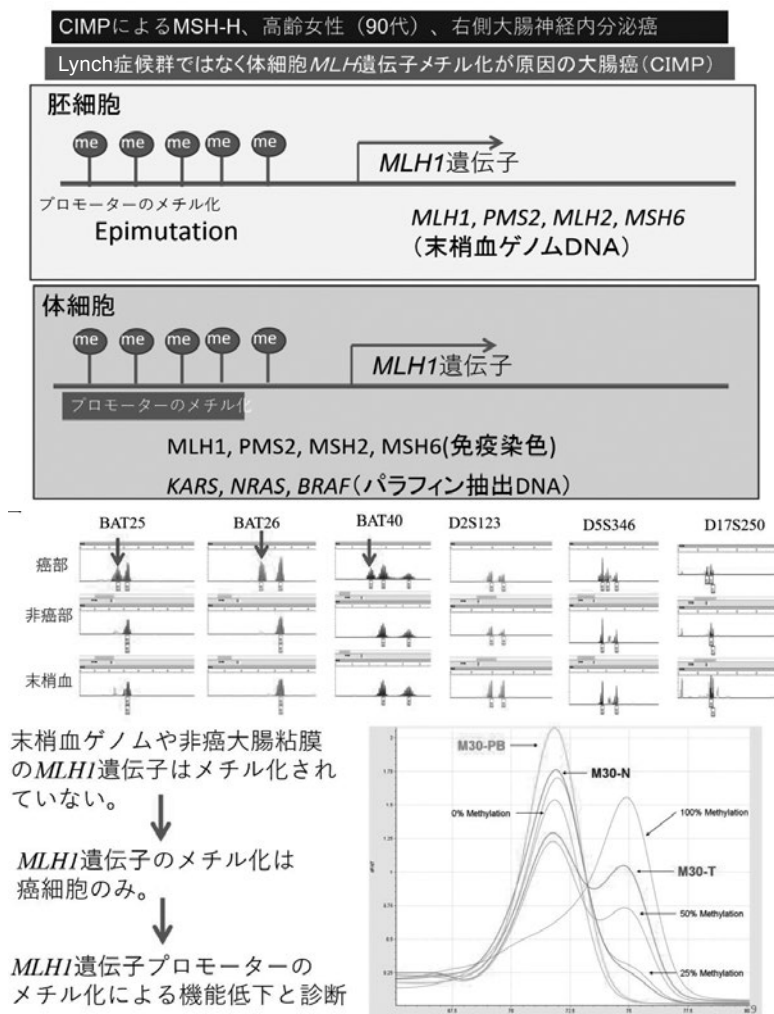 CIMPによるMSH-H、高齢女性（90代）、右側大腸神経内分泌癌
Lynch症候群ではなく体細胞MLH遺伝子メチル化が原因の大腸癌（CIMP）
胚細胞
me me me me me
MLH1遺伝子
プロモーターのメチル化
Epimutation
MLH1, PMS2, MLH2, MSH6
（末梢血ゲノムDNA）
体細胞
me me me me me
MLH1遺伝子
プロモーターのメチル化
MLH1, PMS2, MSH2, MSH6(免疫染色)
KARS, NRAS, BRAF（パラフィン抽出DNA）
BAT25 BAT26 BAT40 D2S123 D5S346 D17S250
癌部
非癌部
末梢血
末梢血ゲノムや非癌大腸粘膜
のMLH1遺伝子はメチル化され
ていない。
MLH1遺伝子のメチル化は
癌細胞のみ。
MLH1遺伝子プロモーターの
メチル化による機能低下と診断
M30-PB
M30-N
0% Methylation
100% Methylation
M30-T
50% Methylation
25% Methylation